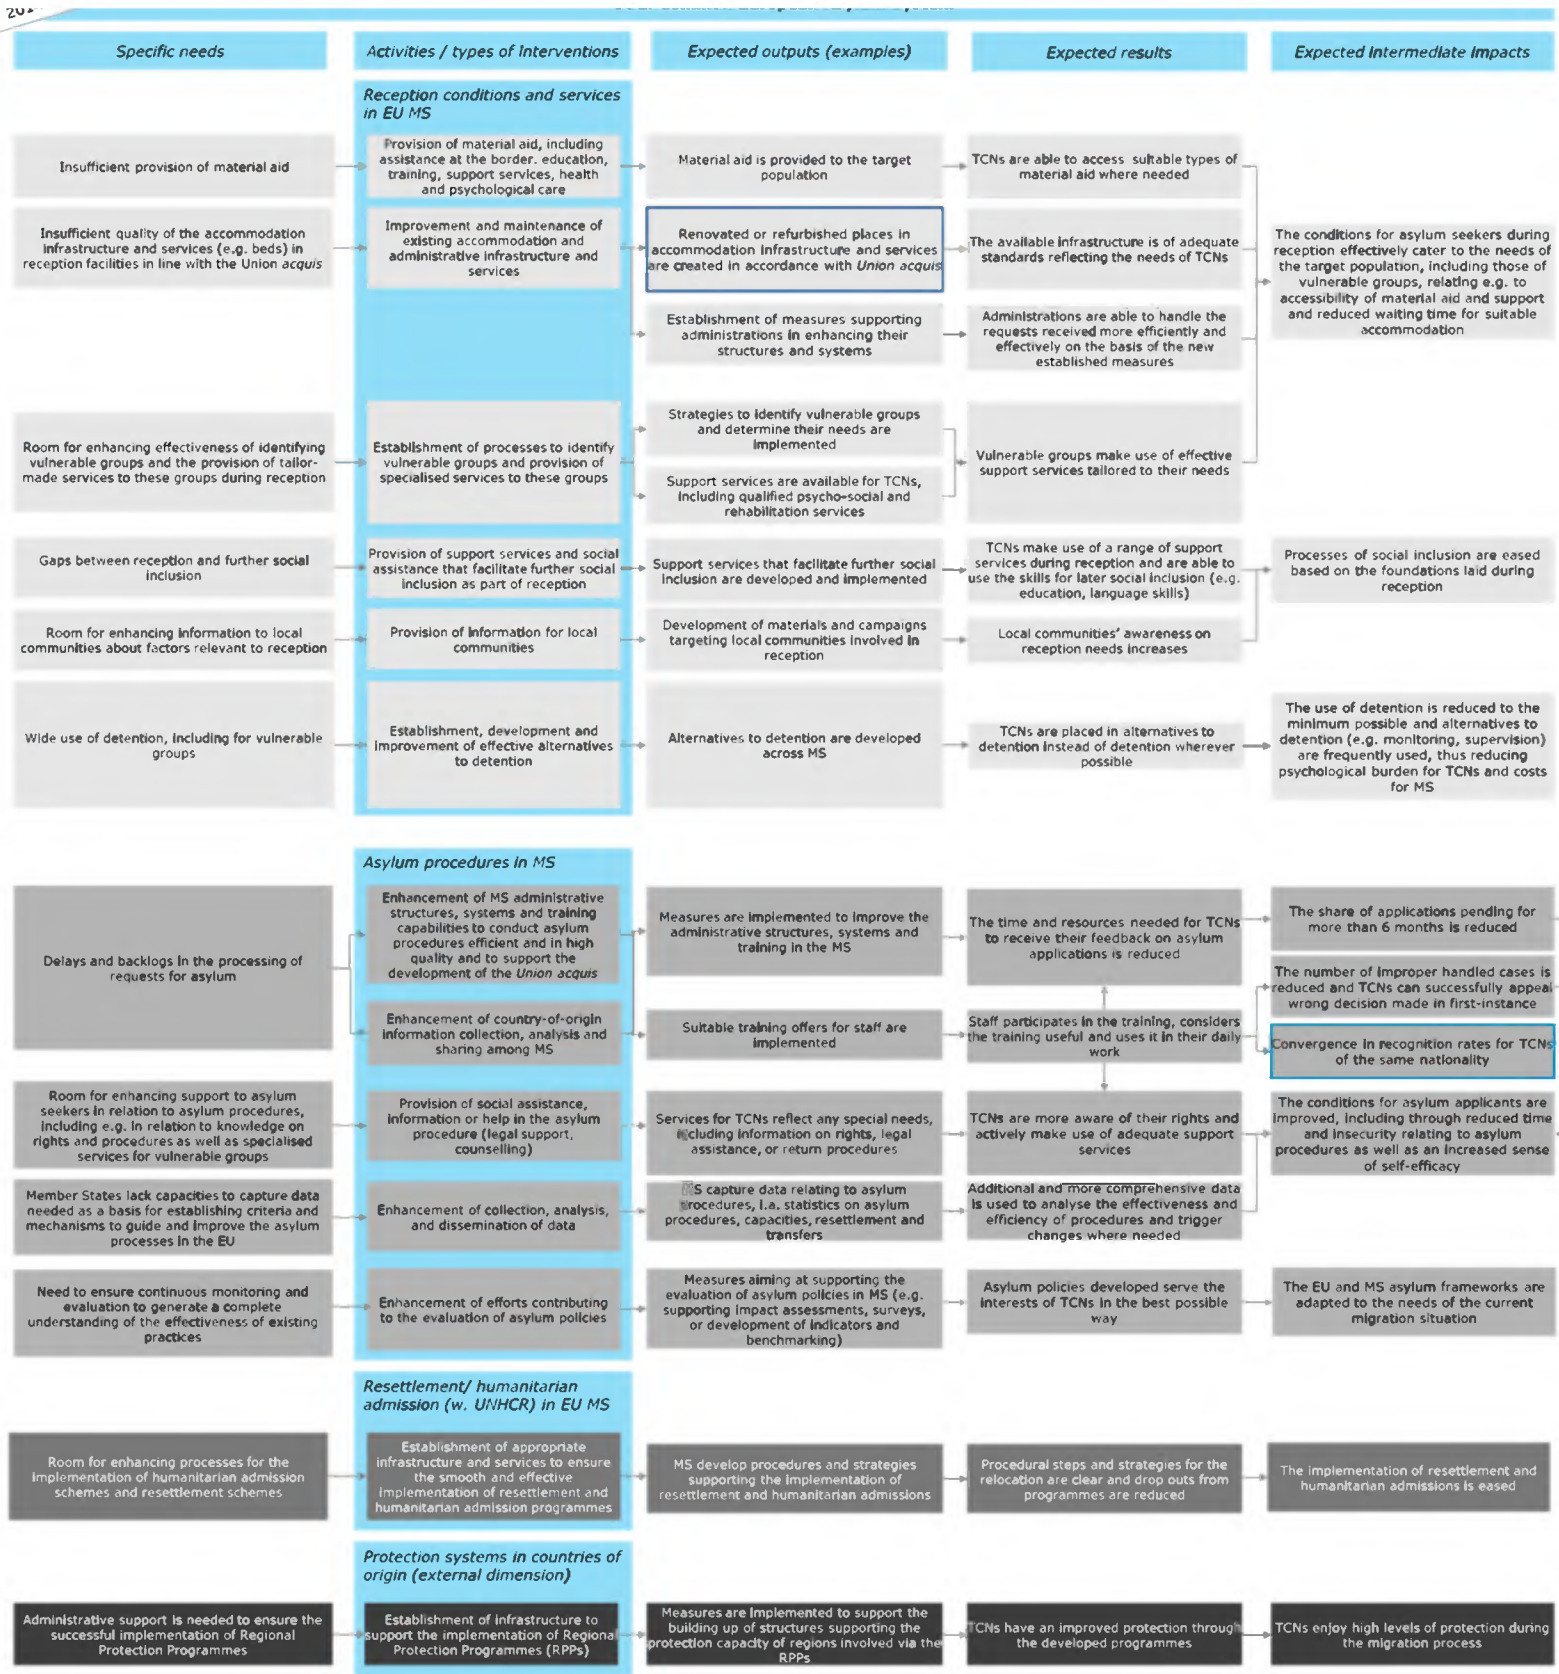 Specific needs
Activities / types of Interventions
Expected outputs (examples)
Expected results
Expected Intermediate Impacts
Reception conditions and services
in EU MS
Insufficient provision of material aid
Provision of material aid, including
assistance at the border. education,
training, support services, health
and psychological care
Material aid is provided to the target
population
TCNs are able to access suitable types of
material aid where needed
Insufficient quality of the accommodation
infrastructure and services (e.g. beds) in
reception facilities in line with the Union acquis
Improvement and maintenance of
existing accommodation and
administrative infrastructure and
services
Renovated or refurbished places in
accommodation infrastructure and services
are created in accordance with Union acquis
The available infrastructure is of adequate
standards reflecting the needs of TCNs
The conditions for asylum seekers during
reception effectively cater to the needs of
the target population, including those of
vulnerable groups, relating e.g. to
accessibility of material aid and support
and reduced waiting time for suitable
accommodation
Establishment of measures supporting
administrations in enhancing their
structures and systems
Administrations are able to handle the
requests received more efficiently and
effectively on the basis of the new
established measures
Room for enhancing effectiveness of identifying
vulnerable groups and the provision of tailor-
made services to these groups during reception
Establishment of processes to identify
vulnerable groups and provision of
specialised services to these groups
Strategies to identify vulnerable groups
and determine their needs are
implemented
Support services are available for TCNs,
including qualified psycho-social and
rehabilitation services
Vulnerable groups make use of effective
support services tailored to their needs
Gaps between reception and further social
inclusion
Provision of support services and social
assistance that facilitate further social
inclusion as part of reception
Support services that facilitate further social
inclusion are developed and implemented
TCNs make use of a range of support
services during reception and are able to
use the skills for later social inclusion (e.g.
education, language skills)
Processes of social inclusion are eased
based on the foundations laid during
reception
Room for enhancing information to local
communities about factors relevant to reception
Provision of information for local
communities
Development of materials and campaigns
targeting local communities involved in
reception
Local communities' awareness on
reception needs increases
Wide use of detention, including for vulnerable
groups
Establishment, development and
improvement of effective alternatives
to detention
Alternatives to detention are developed
across MS
TCNs are placed in alternatives to
detention instead of detention wherever
possible
The use of detention is reduced to the
minimum possible and alternatives to
detention (e.g. monitoring, supervision)
are frequently used, thus reducing
psychological burden for TCNs and costs
for MS
Asylum procedures in MS
Delays and backlogs in the processing of
requests for asylum
Enhancement of MS administrative
structures, systems and training
capabilities to conduct asylum
procedures efficient and in high
quality and to support the
development of the Union acquis
Enhancement of country-of-origin
information collection, analysis and
sharing among MS
Measures are implemented to improve the
administrative structures, systems and
training in the MS
Suitable training offers for staff are
implemented
The time and resources needed for TCNs
to receive their feedback on asylum
applications is reduced
Staff participates in the training, considers
the training useful and uses it in their daily
work
The share of applications pending for
more than 6 months is reduced
The number of improper handled cases is
reduced and TCNs can successfully appeal
wrong decision made in first-instance
Convergence in recognition rates for TCNs
of the same nationality
Room for enhancing support to asylum
seekers in relation to asylum procedures,
including e.g. in relation to knowledge on
rights and procedures as well as specialised
services for vulnerable groups
Provision of social assistance,
information or help in the asylum
procedure (legal support,
counselling)
Services for TCNs reflect any special needs,
including information on rights, legal
assistance, or return procedures
TCNs are more aware of their rights and
actively make use of adequate support
services
The conditions for asylum applicants are
improved, including through reduced time
and insecurity relating to asylum
procedures as well as an increased sense
of self-efficacy
Member States lack capacities to capture data
needed as a basis for establishing criteria and
mechanisms to guide and improve the asylum
processes in the EU
Enhancement of collection, analysis,
and dissemination of data
MS capture data relating to asylum
procedures, i.a. statistics on asylum
procedures, capacities, resettlement and
transfers
Additional and more comprehensive data
is used to analyse the effectiveness and
efficiency of procedures and trigger
changes where needed
Need to ensure continuous monitoring and
evaluation to generate a complete
understanding of the effectiveness of existing
practices
Enhancement of efforts contributing
to the evaluation of asylum policies
Measures aiming at supporting the
evaluation of asylum policies in MS (e.g.
supporting impact assessments, surveys,
or development of indicators and
benchmarking)
Asylum policies developed serve the
interests of TCNs in the best possible
way
The EU and MS asylum frameworks are
adapted to the needs of the current
migration situation
Resettlement/ humanitarian
admission (w. UNHCR) in EU MS
Room for enhancing processes for the
implementation of humanitarian admission
schemes and resettlement schemes
Establishment of appropriate
infrastructure and services to ensure
the smooth and effective
implementation of resettlement and
humanitarian admission programmes
MS develop procedures and strategies
supporting the implementation of
resettlement and humanitarian admissions
Procedural steps and strategies for the
relocation are clear and drop outs from
programmes are reduced
The implementation of resettlement and
humanitarian admissions is eased
Protection systems in countries of
origin (external dimension)
Administrative support is needed to ensure the
successful implementation of Regional
Protection Programmes
Establishment of infrastructure to
support the implementation of Regional
Protection Programmes (RPPs)
Measures are implemented to support the
building up of structures supporting the
protection capacity of regions involved via the
RPPs
TCNs have an improved protection through
the developed programmes
TCNs enjoy high levels of protection during
the migration process